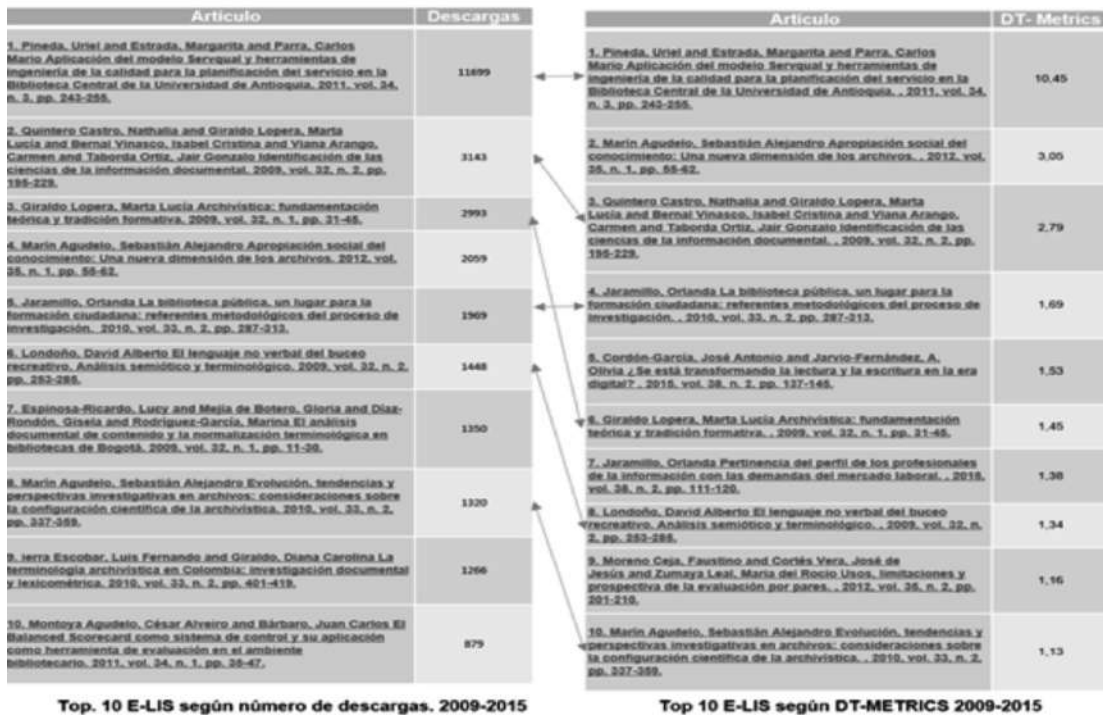 Artículo Descargas
1. Pineda, Uriel and Estrada, Margarita and Parra, Carlos
Mario Aplicación del modelo Servqual y herramientas de
ingeniería de la calidad para la planificación del servicio en la
Biblioteca Central de la Universidad de Antioquia. 2011, vol. 34,
n. 3, pp. 243-255.
11699
2. Quintero Castro, Nathalia and Giraldo Lopera, Marta
Lucía and Bernal Vinasco, Isabel Cristina and Viana Arango,
Carmen and Taborda Ortiz, Jair Gonzalo Identificación de las
ciencias de la información documental. 2009, vol. 32, n. 2, pp.
195-229.
3143
3. Giraldo Lopera, Marta Lucía Archivística: fundamentación
teórica y tradición formativa. 2009, vol. 32, n. 1, pp. 31-45.
2993
4. Marín Agudelo, Sebastián Alejandro Apropiación social del
conocimiento: Una nueva dimensión de los archivos. 2012, vol.
35, n. 1, pp. 55-62.
2059
5. Jaramillo, Orlanda La biblioteca pública, un lugar para la
formación ciudadana: referentes metodológicos del proceso de
investigación. 2010, vol. 33, n. 2, pp. 287-313.
1969
6. Londoño, David Alberto El lenguaje no verbal del buceo
recreativo. Análisis semiótico y terminológico. 2009, vol. 32, n. 2,
pp. 253-285.
1448
7. Espinosa-Ricardo, Lucy and Mejía de Botero, Gloria and Díaz-
Rondón, Gisela and Rodríguez-García, Marina El análisis
documental de contenido y la normalización terminológica en
bibliotecas de Bogotá. 2009, vol. 32, n. 1, pp. 11-30.
1350
8. Marín Agudelo, Sebastián Alejandro Evolución, tendencias y
perspectivas investigativas en archivos: consideraciones sobre
la configuración científica de la archivística. 2010, vol. 33, n. 2,
pp. 337-359.
1320
9. ierra Escobar, Luis Fernando and Giraldo, Diana Carolina La
terminología archivística en Colombia: investigación documental
y lexicométrica. 2010, vol. 33, n. 2, pp. 401-419.
1266
10. Montoya Agudelo, César Alveiro and Bárbaro, Juan Carlos El
Balanced Scorecard como sistema de control y su aplicación
como herramienta de evaluación en el ambiente
bibliotecario. 2011, vol. 34, n. 1, pp. 35-47.
879
Top. 10 E-LIS según número de descargas. 2009-2015
Artículo DT- Metrics
1. Pineda, Uriel and Estrada, Margarita and Parra, Carlos
Mario Aplicación del modelo Servqual y herramientas de
ingeniería de la calidad para la planificación del servicio en la
Biblioteca Central de la Universidad de Antioquia. , 2011, vol. 34,
n. 3, pp. 243-255.
10,45
2. Marín Agudelo, Sebastián Alejandro Apropiación social del
conocimiento: Una nueva dimensión de los archivos. , 2012, vol.
35, n. 1, pp. 55-62.
3,05
3. Quintero Castro, Nathalia and Giraldo Lopera, Marta
Lucía and Bernal Vinasco, Isabel Cristina and Viana Arango,
Carmen and Taborda Ortiz, Jair Gonzalo Identificación de las
ciencias de la información documental. , 2009, vol. 32, n. 2, pp.
195-229.
2,79
4. Jaramillo, Orlanda La biblioteca pública, un lugar para la
formación ciudadana: referentes metodológicos del proceso de
investigación. , 2010, vol. 33, n. 2, pp. 287-313.
1,69
5. Cordón-García, José Antonio and Jarvio-Fernández, A.
Olivia ¿Se está transformando la lectura y la escritura en la era
digital? , 2015, vol. 38, n. 2, pp. 137-145.
1,53
6. Giraldo Lopera, Marta Lucía Archivística: fundamentación
teórica y tradición formativa. , 2009, vol. 32, n. 1, pp. 31-45.
1,45
7. Jaramillo, Orlanda Pertinencia del perfil de los profesionales
de la información con las demandas del mercado laboral. , 2015,
vol. 38, n. 2, pp. 111-120.
1,38
8. Londoño, David Alberto El lenguaje no verbal del buceo
recreativo. Análisis semiótico y terminológico. , 2009, vol. 32, n.
2, pp. 253-285.
1,34
9. Moreno Ceja, Faustino and Cortés Vera, José de
Jesús and Zumaya Leal, María del Rocío Usos, limitaciones y
prospectiva de la evaluación por pares. , 2012, vol. 35, n. 2, pp.
201-210.
1,16
10. Marín Agudelo, Sebastián Alejandro Evolución, tendencias y
perspectivas investigativas en archivos: consideraciones sobre
la configuración científica de la archivística. , 2010, vol. 33, n. 2,
pp. 337-359.
1,13
Top 10 E-LIS según DT-METRICS 2009-2015